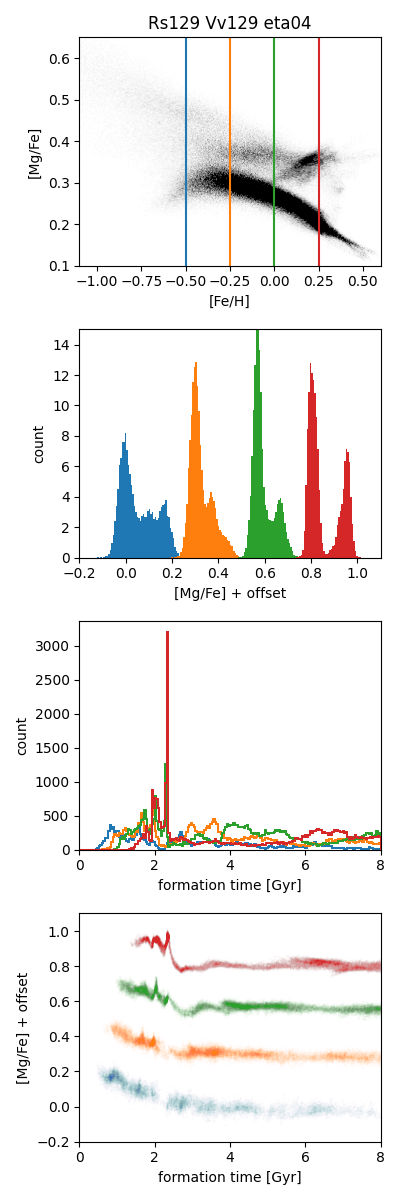 Rs129 Vv129 eta04
0.6
0.5
0.4
0.3
0.2
0.1
[Mg/Fe]
−1.00 −0.75 −0.50 −0.25 0.00 0.25 0.50
[Fe/H]
14
12
10
8
6
4
2
0
count
−0.2 0.0 0.2 0.4 0.6 0.8 1.0
[Mg/Fe] + offset
3000
2500
2000
1500
1000
500
0
count
0 2 4 6 8
formation time [Gyr]
1.0
0.8
0.6
0.4
0.2
0.0
−0.2
[Mg/Fe] + offset
0 2 4 6 8
formation time [Gyr]